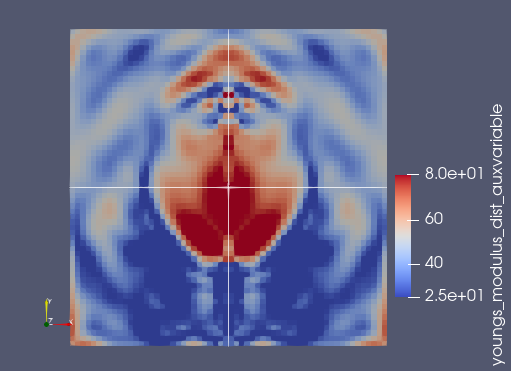 8.0e+01
60
40
2.5e+01
youngs_modulus_dist_auxvariable
Y
Z
X